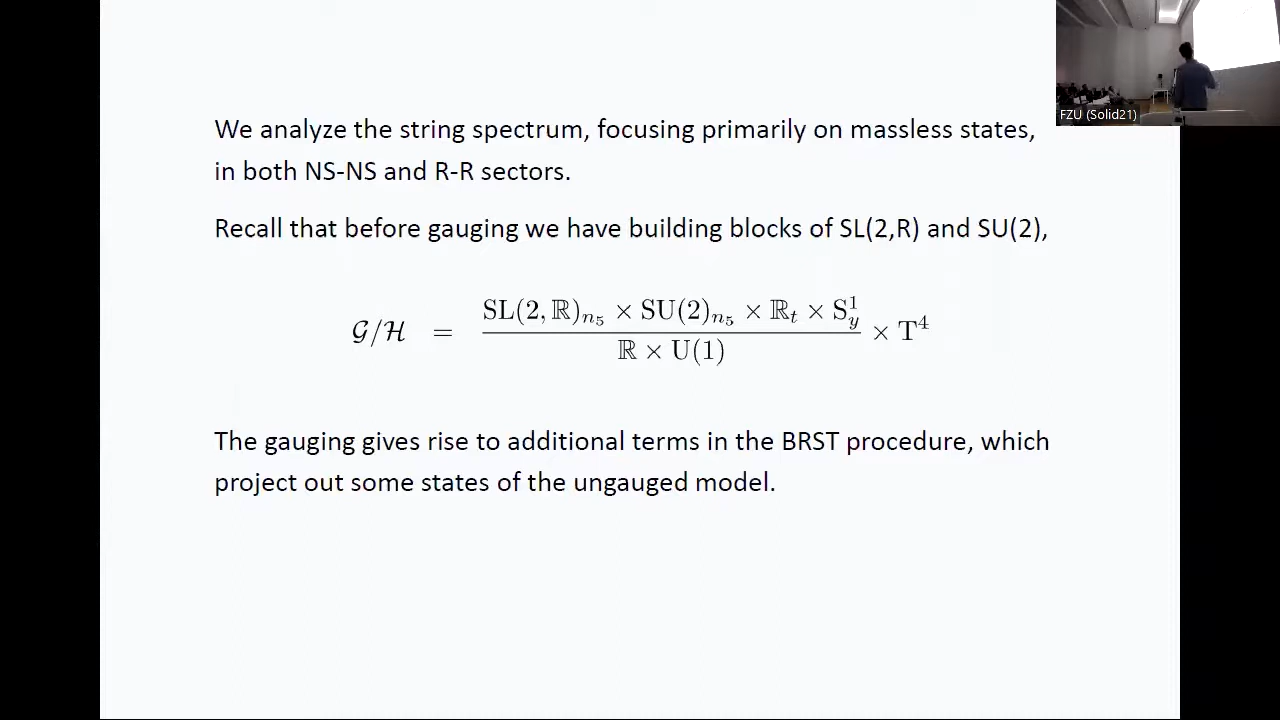 We analyze the string spectrum, focusing primarily on massless states,
in both NS-NS and R-R sectors.
Recall that before gauging we have building blocks of SL(2,R) and SU(2),
𝒢/ℋ = (SL(2, ℝ)ₙ₅ × SU(2)ₙ₅ × ℝₜ × S¹_y) / (ℝ × U(1)) × T⁴
The gauging gives rise to additional terms in the BRST procedure, which
project out some states of the ungauged model.
FZU (Solid21)